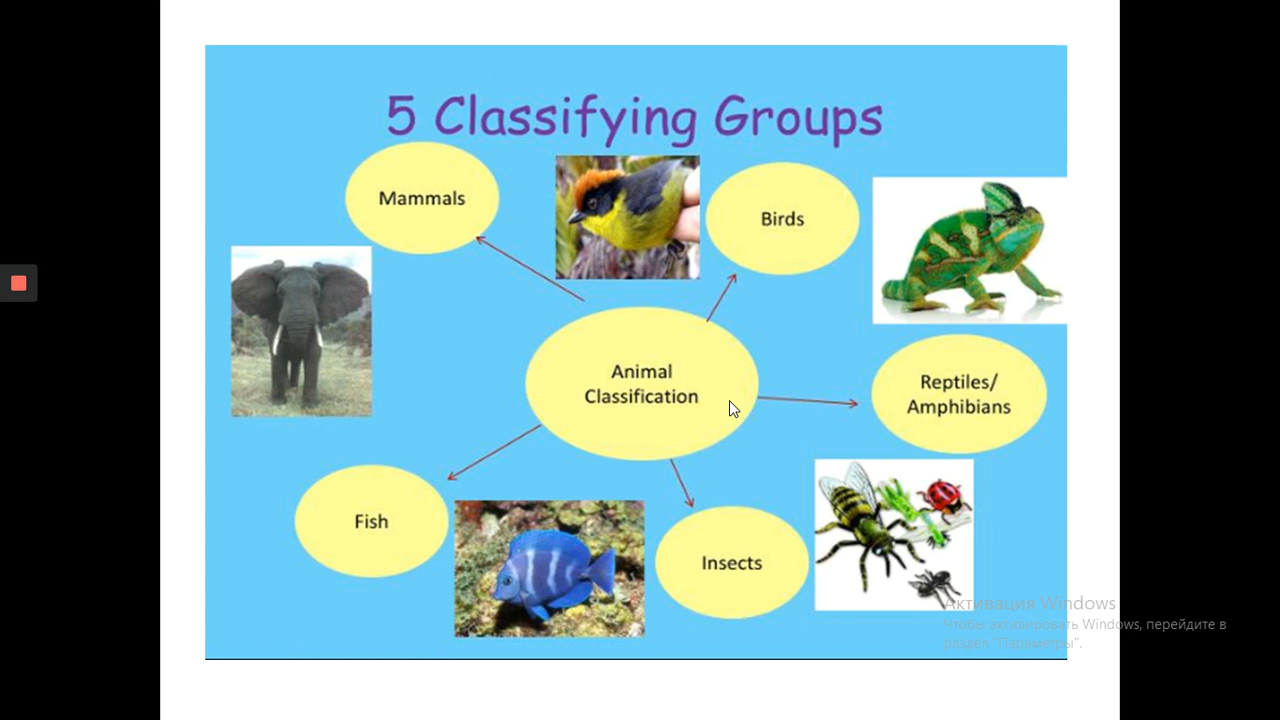 5 Classifying Groups
Mammals
Birds
Animal
Classification
Reptiles/
Amphibians
Fish
Insects
Активация Windows
Чтобы активировать Windows, перейдите в
раздел "Параметры".